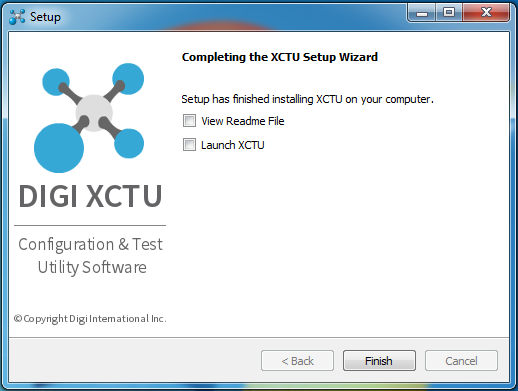 Setup
Completing the XCTU Setup Wizard
Setup has finished installing XCTU on your computer.
View Readme File
Launch XCTU
DIGI XCTU
Configuration & Test
Utility Software
© Copyright Digi International Inc.
< Back
Finish
Cancel